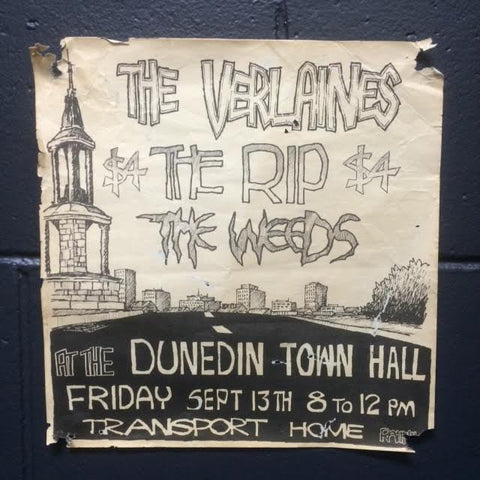 THE VERLAINES
$4 THE RIP $4
THE WEEDS
AT THE DUNEDIN TOWN HALL
FRIDAY SEPT 13TH 8 TO 12 PM
TRANSPORT HOME